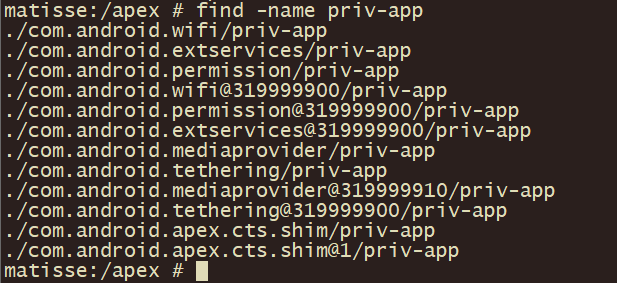 matisse:/apex # find -name priv-app
./com.android.wifi/priv-app
./com.android.extservices/priv-app
./com.android.permission/priv-app
./com.android.wifi@319999900/priv-app
./com.android.permission@319999900/priv-app
./com.android.extservices@319999900/priv-app
./com.android.mediaprovider/priv-app
./com.android.tethering/priv-app
./com.android.mediaprovider@319999910/priv-app
./com.android.tethering@319999900/priv-app
./com.android.apex.cts.shim/priv-app
./com.android.apex.cts.shim@1/priv-app
matisse:/apex #